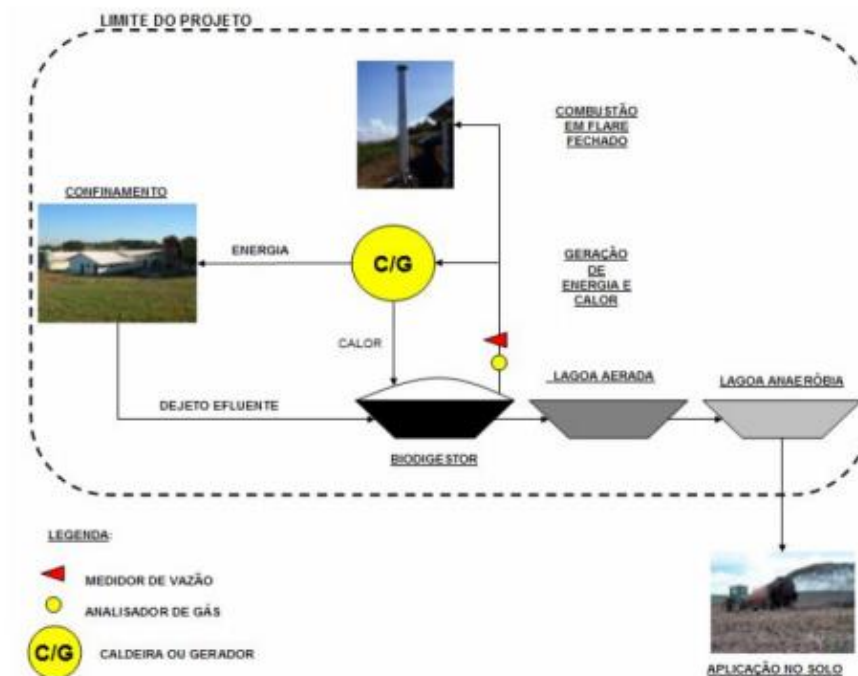 LIMITE DO PROJETO
COMBUSTÃO
EM FLARE
FECHADO
CONFINAMENTO
ENERGIA
C/G
GERAÇÃO
DE
ENERGIA E
CALOR
CALOR
LAGOA AERADA
LAGOA ANAERÓBIA
DEJETO EFLUENTE
BIODIGESTOR
LEGENDA:
MEDIDOR DE VAZÃO
ANALISADOR DE GÁS
C/G
CALDEIRA OU GERADOR
APLICAÇÃO NO SOLO